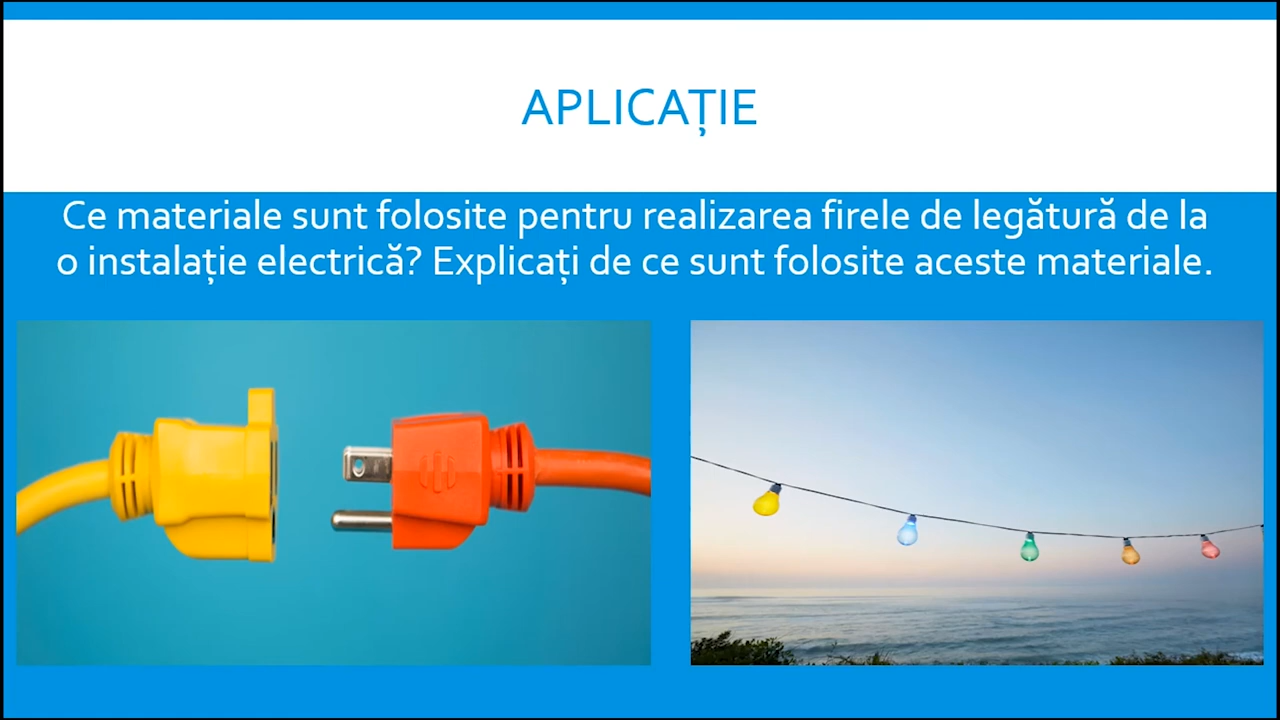 APLICAȚIE
Ce materiale sunt folosite pentru realizarea firele de legătură de la
o instalație electrică? Explicați de ce sunt folosite aceste materiale.